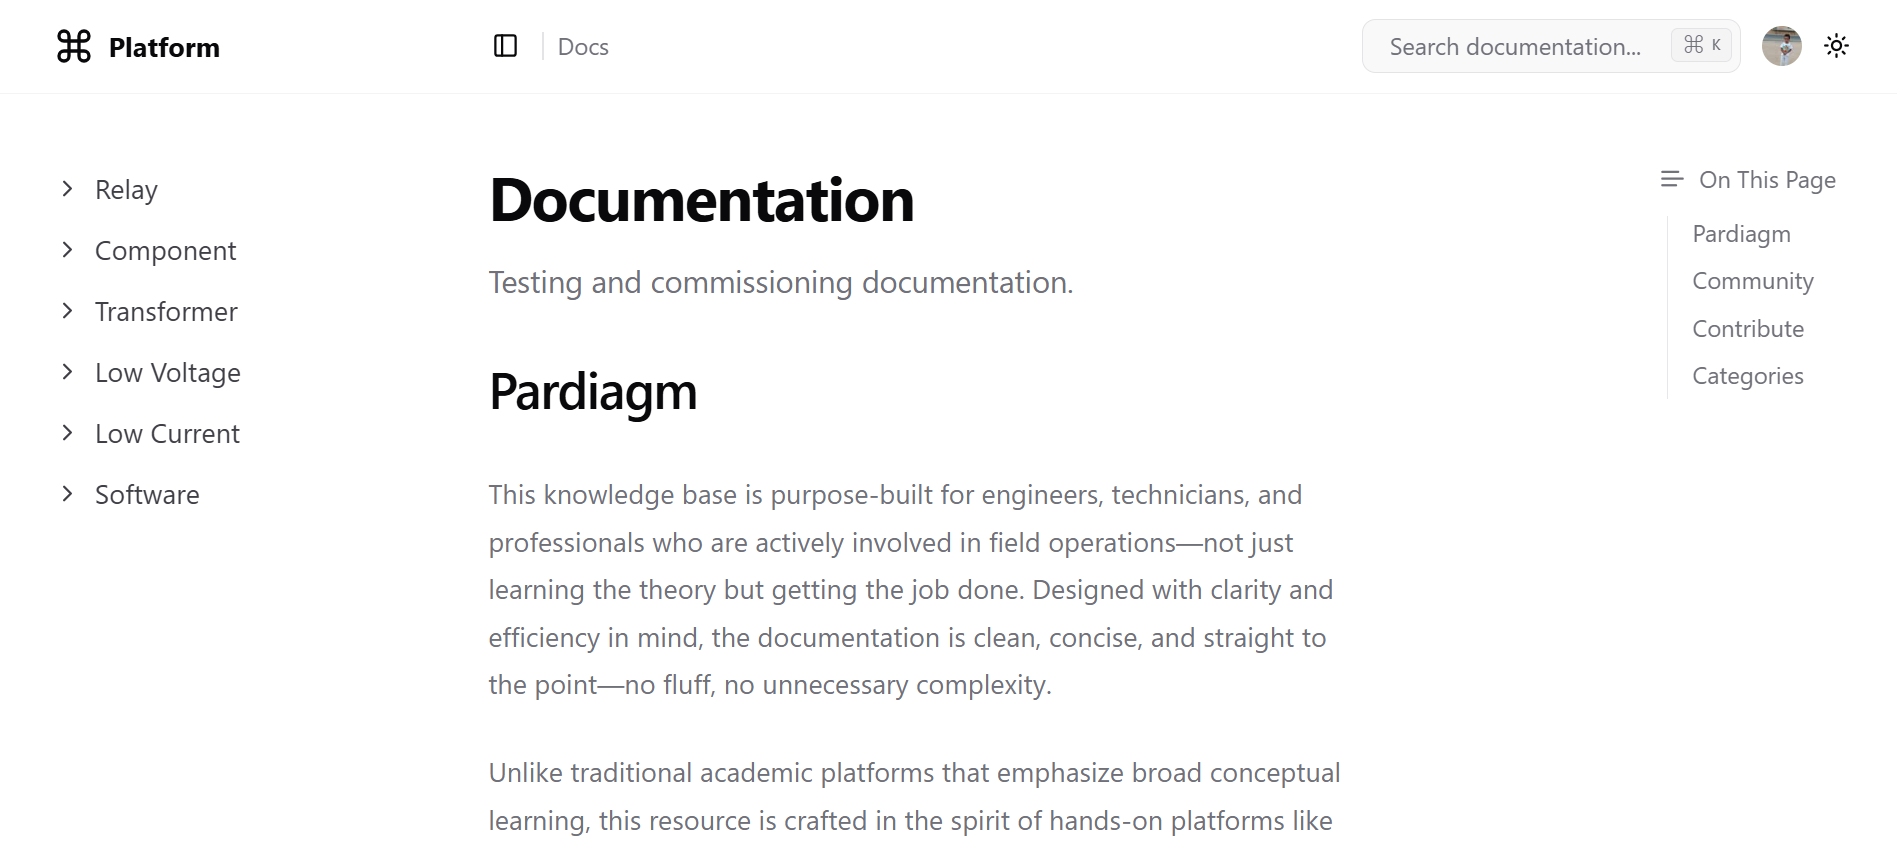 Platform
Docs
Search documentation...
⌘ K
Relay
Component
Transformer
Low Voltage
Low Current
Software
Documentation
Testing and commissioning documentation.
Pardiagm
This knowledge base is purpose-built for engineers, technicians, and
professionals who are actively involved in field operations—not just
learning the theory but getting the job done. Designed with clarity and
efficiency in mind, the documentation is clean, concise, and straight to
the point—no fluff, no unnecessary complexity.
Unlike traditional academic platforms that emphasize broad conceptual
learning, this resource is crafted in the spirit of hands-on platforms like
On This Page
Pardiagm
Community
Contribute
Categories